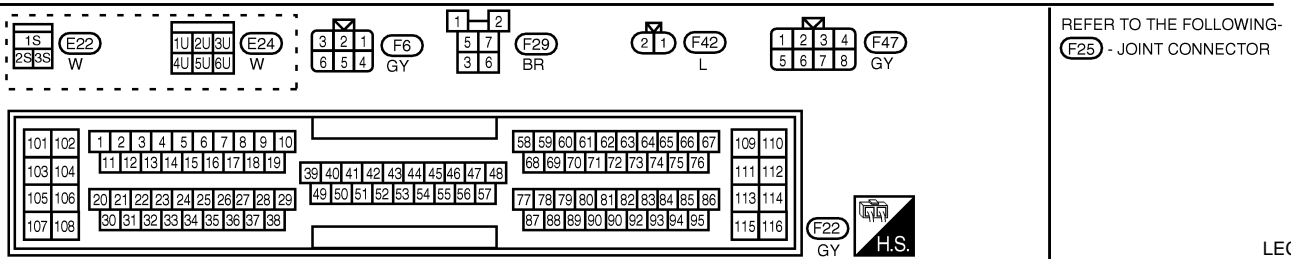 1S
2S 3S
E22
W
1U 2U 3U
4U 5U 6U
E24
W
3 2 1
6 5 4
F6
GY
1 2
5 7
3 6
F29
BR
2 1
F42
L
1 2 3 4
5 6 7 8
F47
GY
REFER TO THE FOLLOWING-
F25 - JOINT CONNECTOR
101 102
103 104
105 106
107 108
1 2 3 4 5 6 7 8 9 10
11 12 13 14 15 16 17 18 19
20 21 22 23 24 25 26 27 28 29
30 31 32 33 34 35 36 37 38
39 40 41 42 43 44 45 46 47 48
49 50 51 52 53 54 55 56 57
58 59 60 61 62 63 64 65 66 67
68 69 70 71 72 73 74 75 76
77 78 79 80 81 82 83 84 85 86
87 88 89 90 90 92 93 94 95
109 110
111 112
113 114
115 116
F22
GY
H.S.